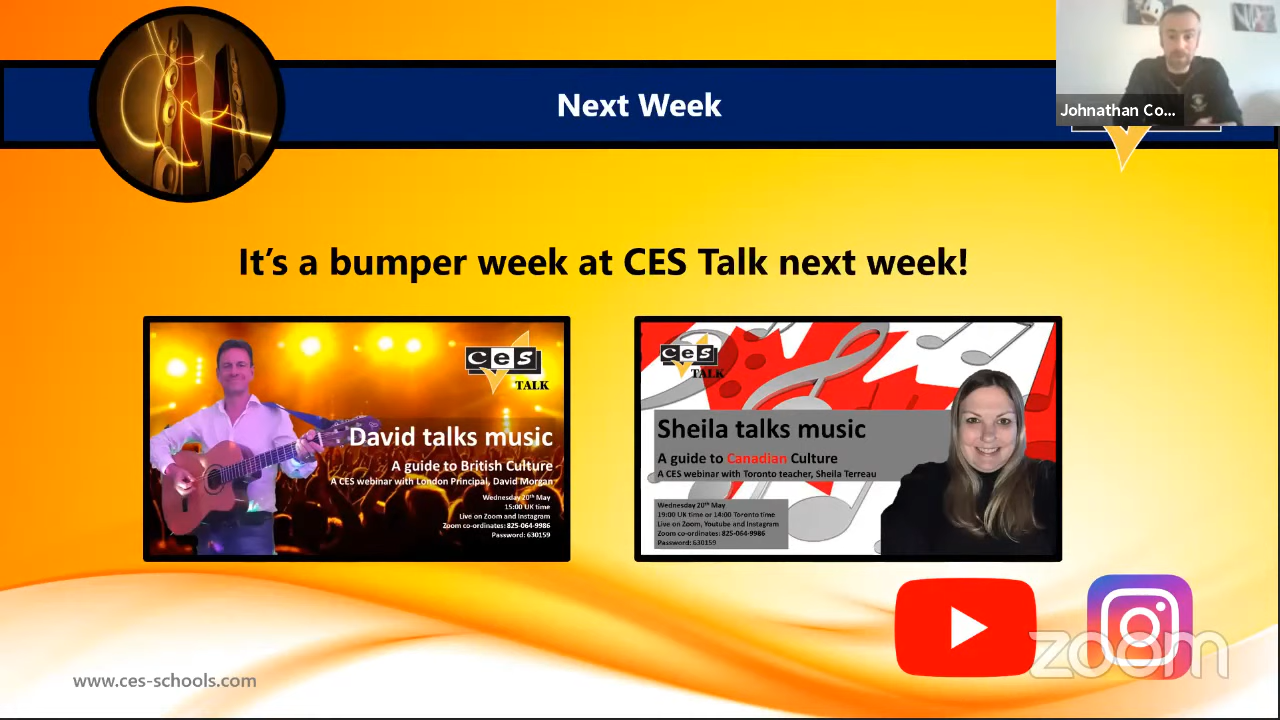 Next Week
Johnathan Co...
It's a bumper week at CES Talk next week!
ces
TALK
David talks music
A guide to British Culture
A CES webinar with London Principal, David Morgan
Wednesday 20th May
15:00 UK time
Live on Zoom and Instagram
Zoom co-ordinates: 825-064-9986
Password: 630159
ces
TALK
Sheila talks music
A guide to Canadian Culture
A CES webinar with Toronto teacher, Sheila Terreau
Wednesday 20th May
19:00 UK time or 14:00 Toronto time
Live on Zoom, Youtube and Instagram
Zoom co-ordinates: 825-064-9986
Password: 630159
zoom
www.ces-schools.com